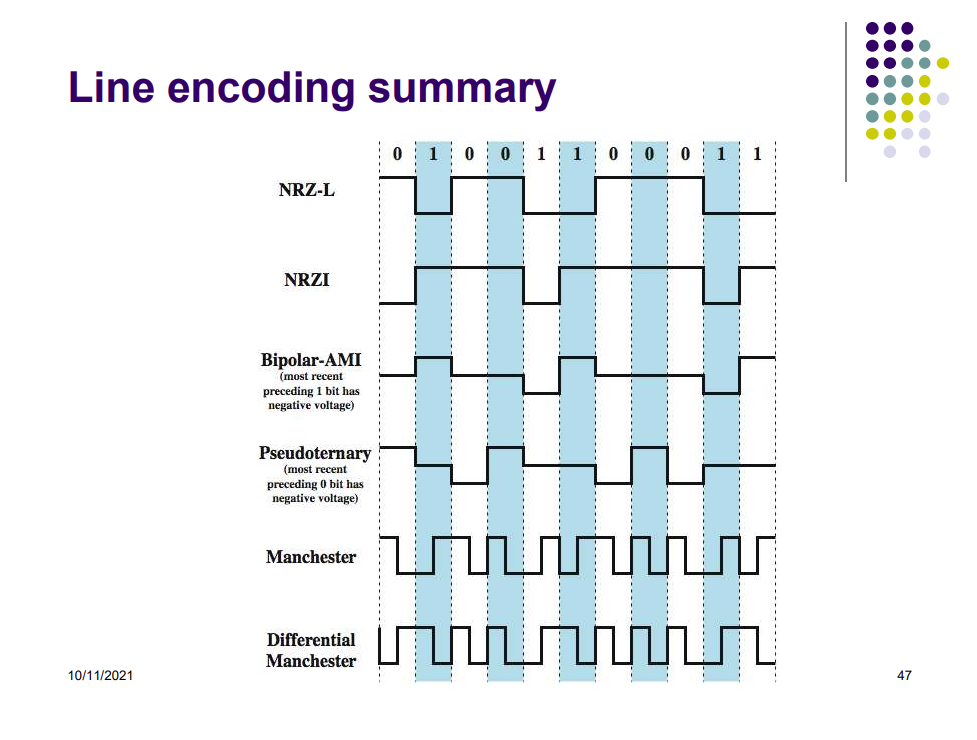 Line encoding summary
0 1 0 0 1 1 0 0 0 1 1
NRZ-L
NRZI
Bipolar-AMI
(most recent
preceding 1 bit has
negative voltage)
Pseudoternary
(most recent
preceding 0 bit has
negative voltage)
Manchester
Differential
Manchester
10/11/2021
47